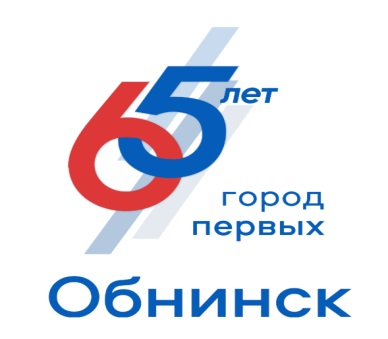 65 лет
город
первых
Обнинск